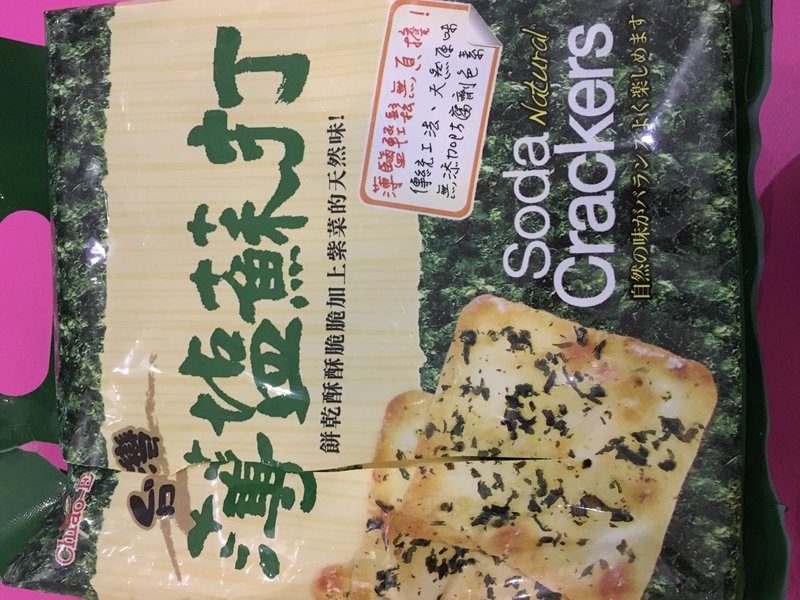 Chiao-E
台灣
薄塩蘇打
餅乾酥酥脆脆加上紫菜的天然味!
薄鹽輕鬆無負擔!
傳統工法、天然原味
無添加防腐劑色素
Natural
Soda
Crackers
自然の味がバランスよく楽しめます